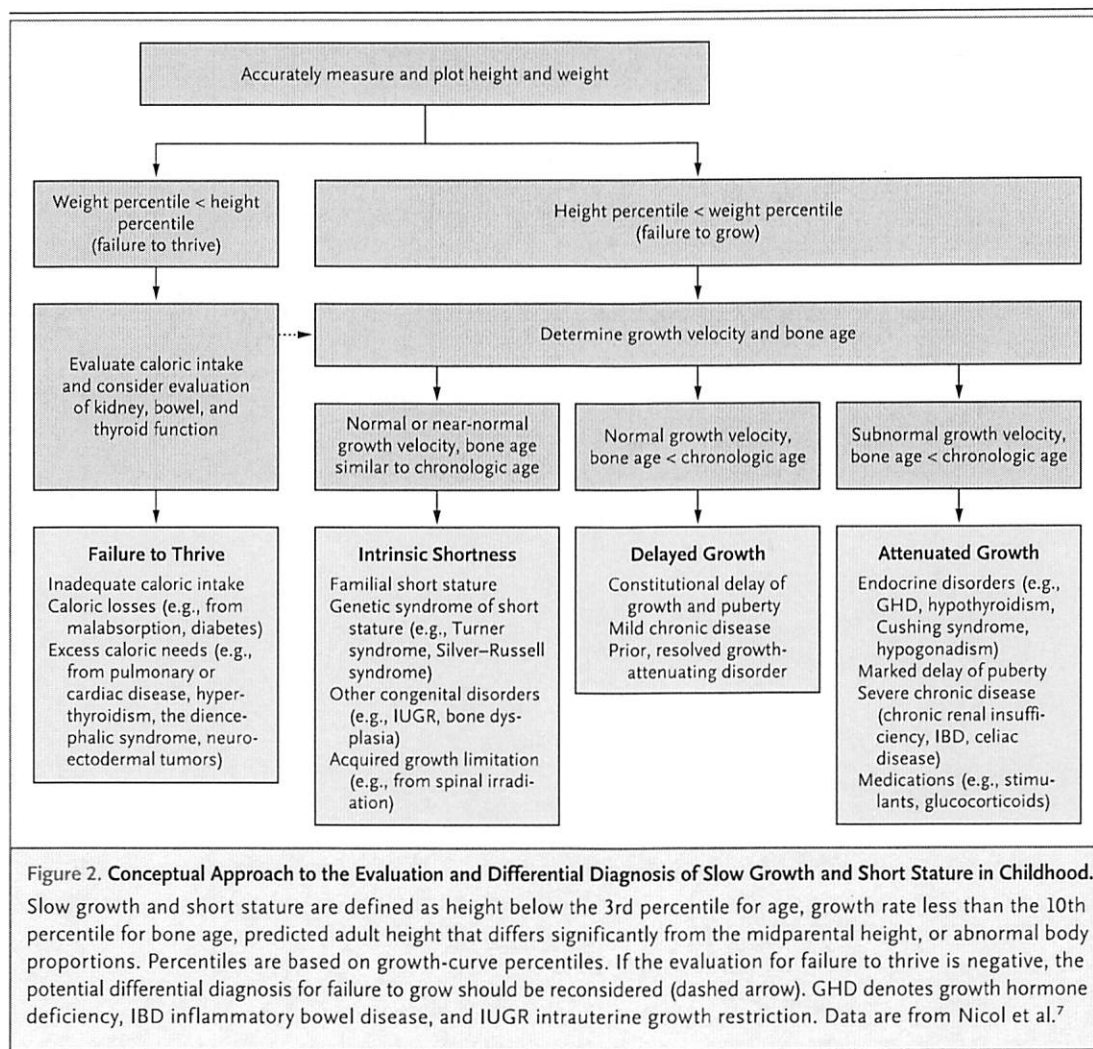 Accurately measure and plot height and weight
Weight percentile < height
percentile
(failure to thrive)
Height percentile < weight percentile
(failure to grow)
Evaluate caloric intake
and consider evaluation
of kidney, bowel, and
thyroid function
Determine growth velocity and bone age
Normal or near-normal
growth velocity, bone age
similar to chronologic age
Normal growth velocity,
bone age < chronologic age
Subnormal growth velocity,
bone age < chronologic age
Failure to Thrive
Inadequate caloric intake
Caloric losses (e.g., from
malabsorption, diabetes)
Excess caloric needs (e.g.,
from pulmonary or
cardiac disease, hyper-
thyroidism, the dience-
phalic syndrome, neuro-
ectodermal tumors)
Intrinsic Shortness
Familial short stature
Genetic syndrome of short
stature (e.g., Turner
syndrome, Silver–Russell
syndrome)
Other congenital disorders
(e.g., IUGR, bone dys-
plasia)
Acquired growth limitation
(e.g., from spinal irradi-
ation)
Delayed Growth
Constitutional delay of
growth and puberty
Mild chronic disease
Prior, resolved growth-
attenuating disorder
Attenuated Growth
Endocrine disorders (e.g.,
GHD, hypothyroidism,
Cushing syndrome,
hypogonadism)
Marked delay of puberty
Severe chronic disease
(chronic renal insuffi-
ciency, IBD, celiac
disease)
Medications (e.g., stimu-
lants, glucocorticoids)
Figure 2. Conceptual Approach to the Evaluation and Differential Diagnosis of Slow Growth and Short Stature in Childhood.
Slow growth and short stature are defined as height below the 3rd percentile for age, growth rate less than the 10th
percentile for bone age, predicted adult height that differs significantly from the midparental height, or abnormal body
proportions. Percentiles are based on growth-curve percentiles. If the evaluation for failure to thrive is negative, the
potential differential diagnosis for failure to grow should be reconsidered (dashed arrow). GHD denotes growth hormone
deficiency, IBD inflammatory bowel disease, and IUGR intrauterine growth restriction. Data are from Nicol et al.7